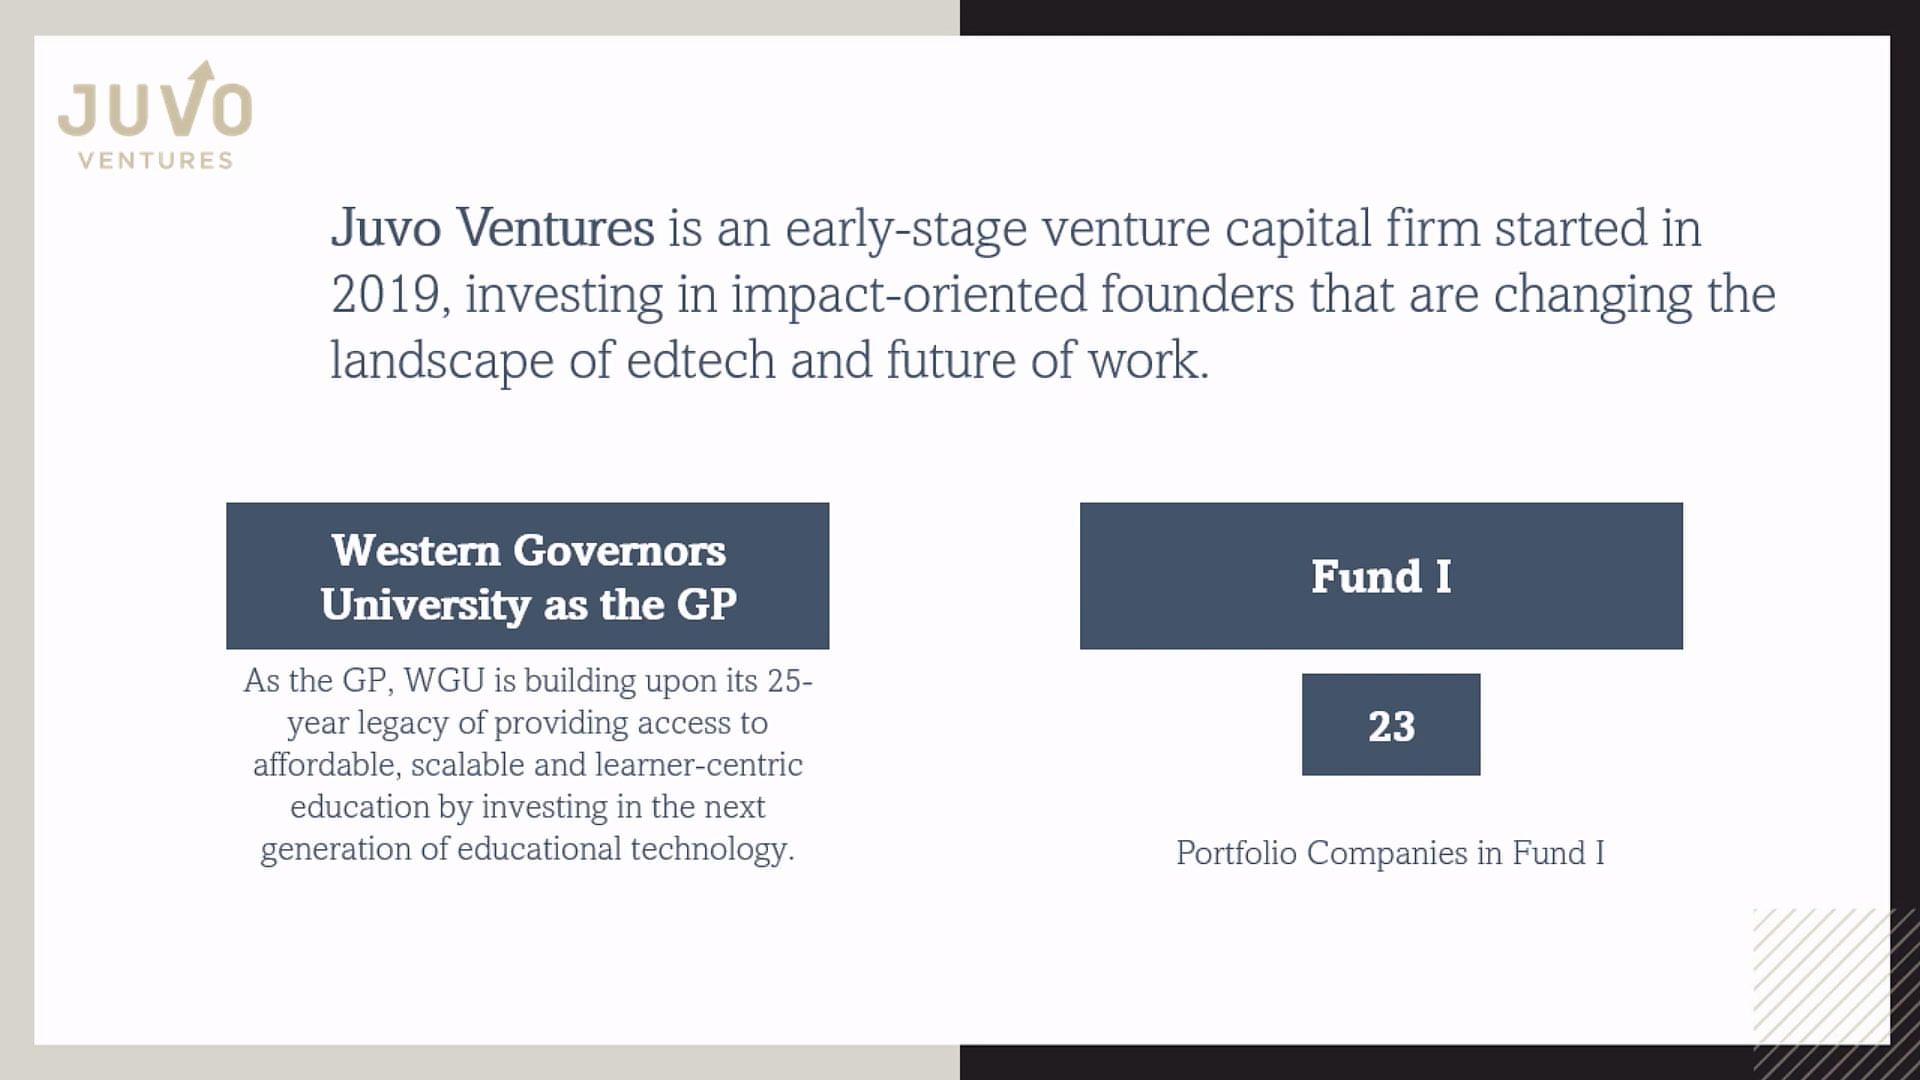 JUVO
VENTURES
Juvo Ventures is an early-stage venture capital firm started in
2019, investing in impact-oriented founders that are changing the
landscape of edtech and future of work.
Western Governors
University as the GP
As the GP, WGU is building upon its 25-
year legacy of providing access to
affordable, scalable and learner-centric
education by investing in the next
generation of educational technology.
Fund I
23
Portfolio Companies in Fund I